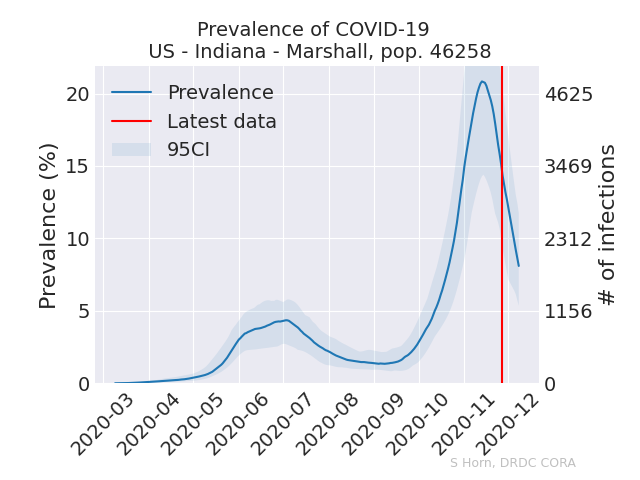 Prevalence of COVID-19
US - Indiana - Marshall, pop. 46258
Prevalence
Latest data
95CI
Prevalence (%)
20
15
10
5
0
4625
3469
2312
1156
0
# of infections
2020-03
2020-04
2020-05
2020-06
2020-07
2020-08
2020-09
2020-10
2020-11
2020-12
S Horn, DRDC CORA